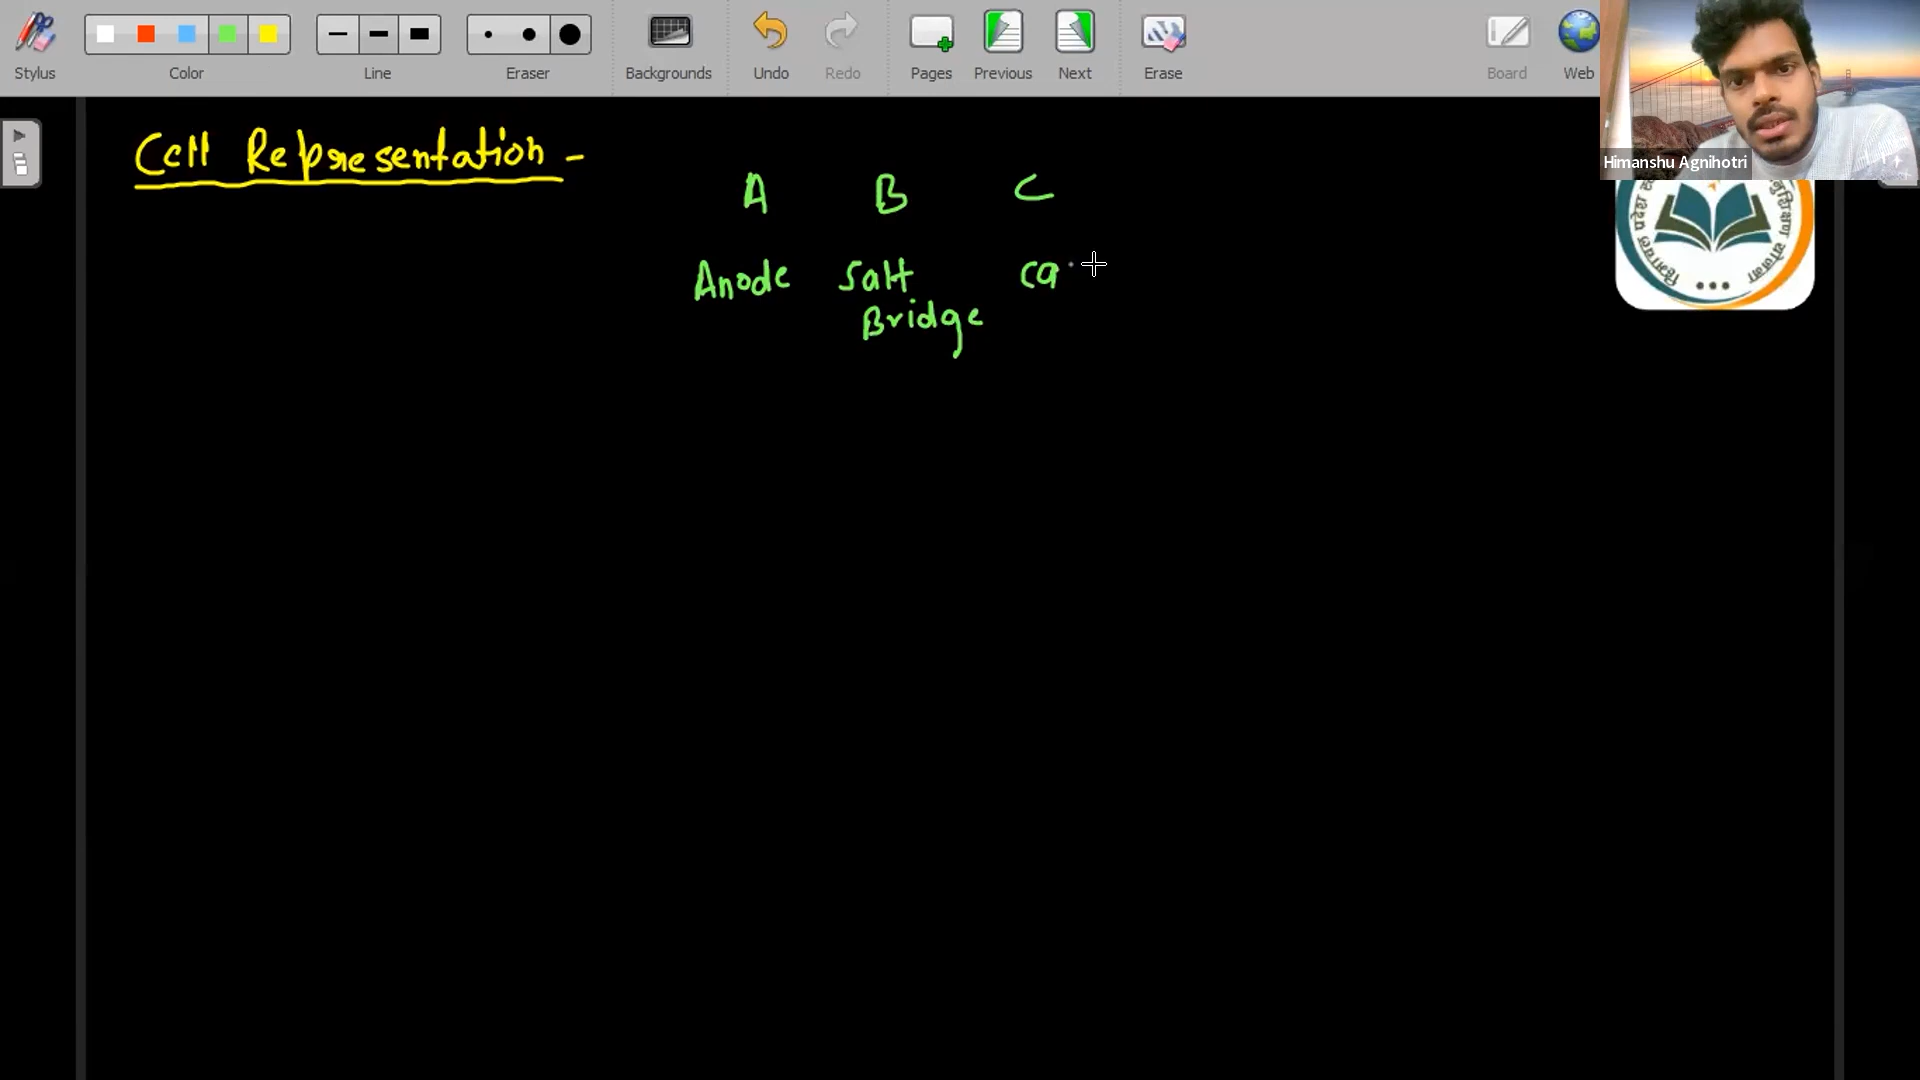 Stylus
Color
Line
Eraser
Backgrounds
Undo
Redo
Pages
Previous
Next
Erase
Board
Web
Himanshu Agnihotri
Cell Representation -
A B C
Anode Salt Bridge Ca